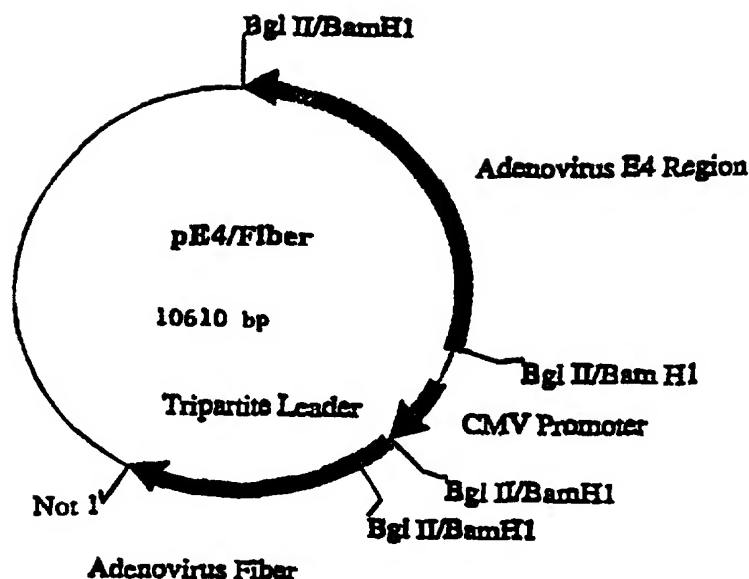 Bgl II/BamH1
Adenovirus E4 Region
pE4/Fiber
10610 bp
Bgl II/Bam H1
Tripartite Leader
CMV Promoter
Bgl II/BamH1
Not 1
Bgl II/BamH1
Adenovirus Fiber